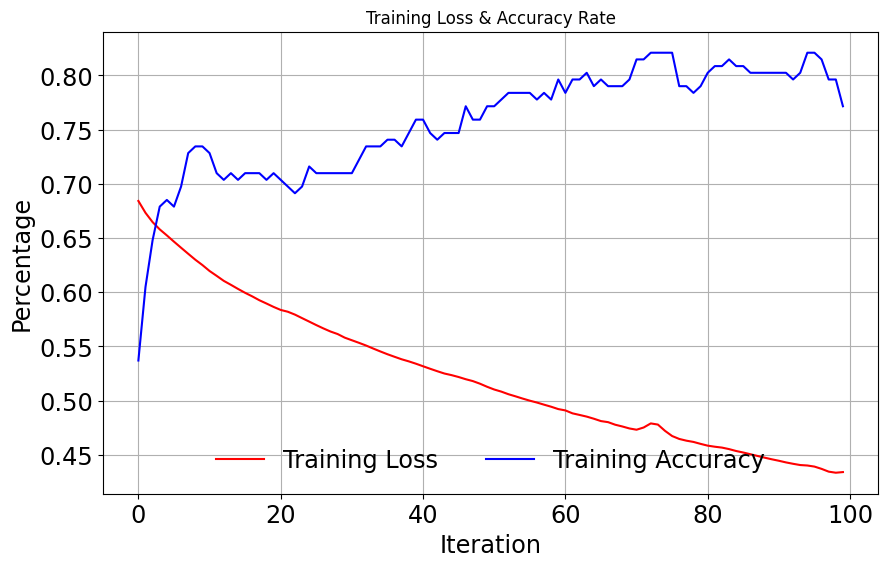 Training Loss & Accuracy Rate
0.80
0.75
0.70
0.65
0.60
0.55
0.50
0.45
Percentage
Training Loss Training Accuracy
0 20 40 60 80 100
Iteration